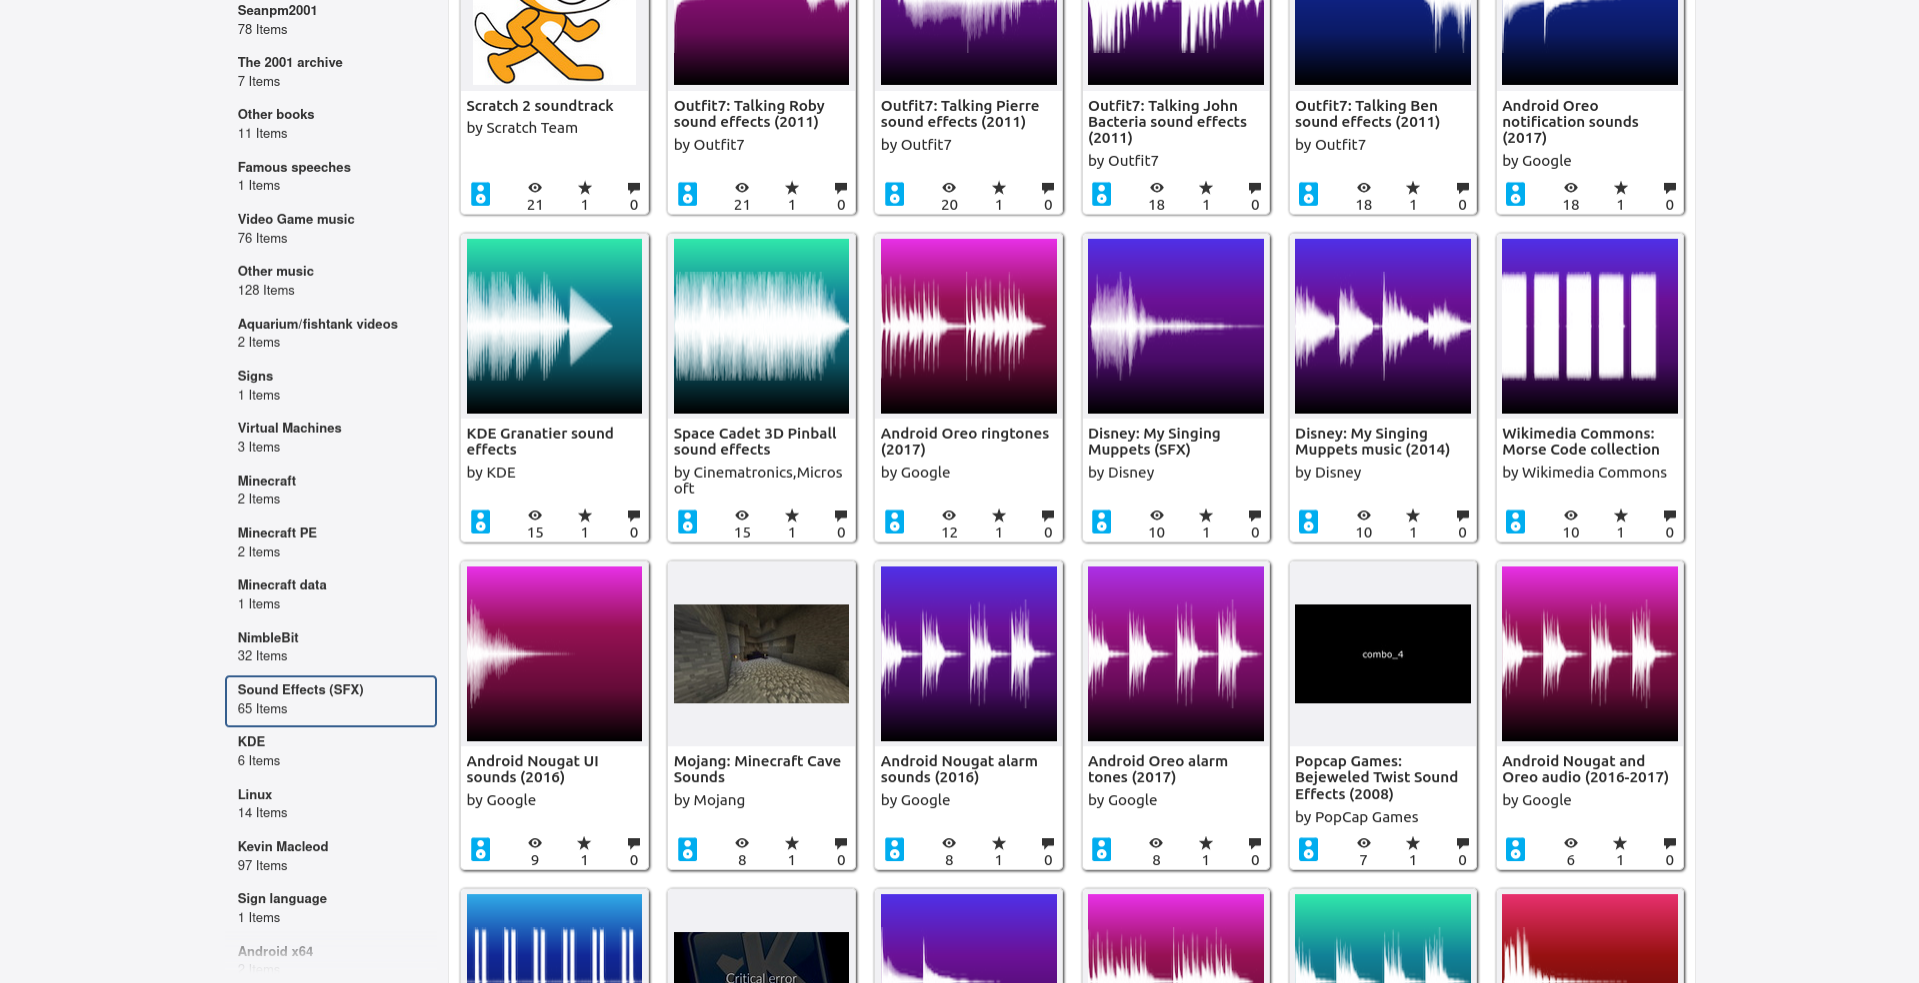 Seanpm2001
78 Items
The 2001 archive
7 Items
Other books
11 Items
Famous speeches
1 Items
Video Game music
76 Items
Other music
128 Items
Aquarium/fishtank videos
2 Items
Signs
1 Items
Virtual Machines
3 Items
Minecraft
2 Items
Minecraft PE
2 Items
Minecraft data
1 Items
NimbleBit
32 Items
Sound Effects (SFX)
65 Items
KDE
6 Items
Linux
14 Items
Kevin Macleod
97 Items
Sign language
1 Items
Android x64
2 Items
Scratch 2 soundtrack
by Scratch Team
21 1 0
Outfit7: Talking Roby
sound effects (2011)
by Outfit7
21 1 0
Outfit7: Talking Pierre
sound effects (2011)
by Outfit7
20 1 0
Outfit7: Talking John
Bacteria sound effects
(2011)
by Outfit7
18 1 0
Outfit7: Talking Ben
sound effects (2011)
by Outfit7
18 1 0
Android Oreo
notification sounds
(2017)
by Google
18 1 0
KDE Granatier sound
effects
by KDE
15 1 0
Space Cadet 3D Pinball
sound effects
by Cinematronics,Micros
oft
15 1 0
Android Oreo ringtones
(2017)
by Google
12 1 0
Disney: My Singing
Muppets (SFX)
by Disney
10 1 0
Disney: My Singing
Muppets music (2014)
by Disney
10 1 0
Wikimedia Commons:
Morse Code collection
by Wikimedia Commons
10 1 0
Android Nougat UI
sounds (2016)
by Google
9 1 0
Mojang: Minecraft Cave
Sounds
by Mojang
8 1 0
Android Nougat alarm
sounds (2016)
by Google
8 1 0
Android Oreo alarm
tones (2017)
by Google
8 1 0
combo_4
Popcap Games:
Bejeweled Twist Sound
Effects (2008)
by PopCap Games
7 1 0
Android Nougat and
Oreo audio (2016-2017)
by Google
6 1 0
Critical error